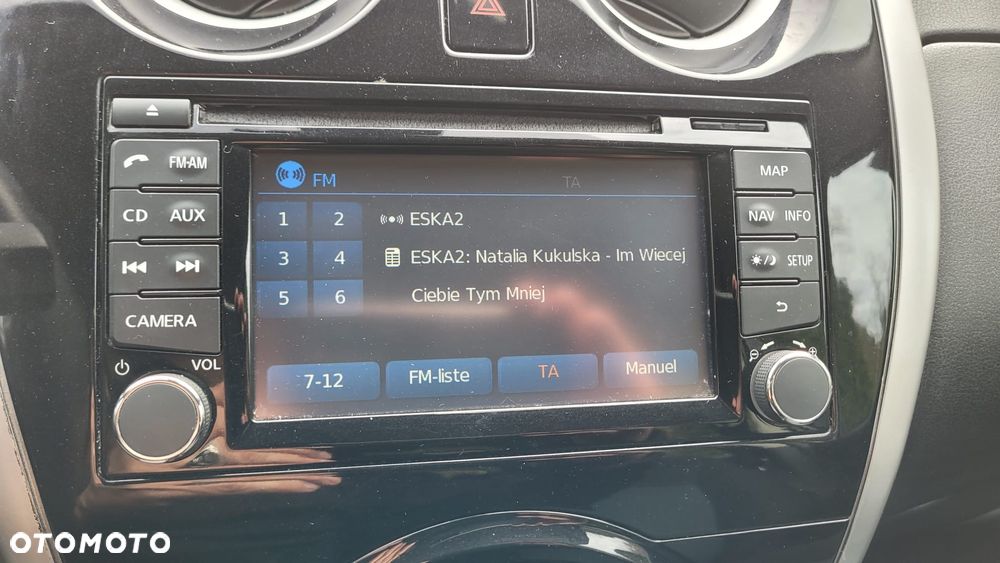 FM-AM
CD AUX
CAMERA
VOL
FM TA
1 2
3 4
5 6
ESKA2
ESKA2: Natalia Kukulska - Im Wiecej
Ciebie Tym Mniej
7-12 FM-liste TA Manuel
MAP
NAV INFO
SETUP
OTOMOTO